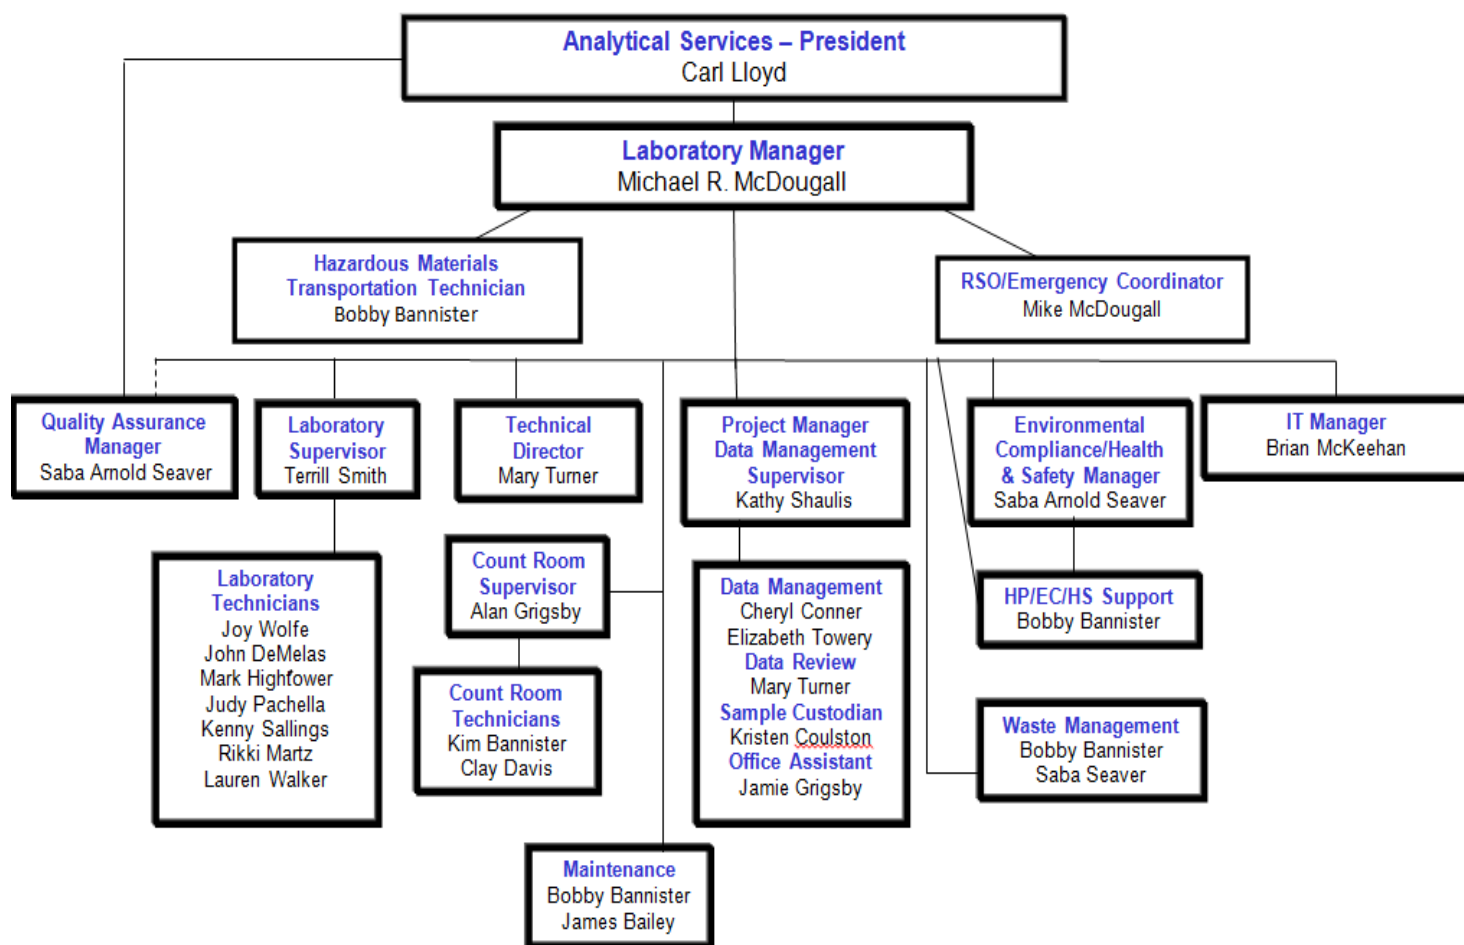 Analytical Services – President
Carl Lloyd
Laboratory Manager
Michael R. McDougall
Hazardous Materials
Transportation Technician
Bobby Bannister
RSO/Emergency Coordinator
Mike McDougall
Quality Assurance
Manager
Saba Arnold Seaver
Laboratory
Supervisor
Terrill Smith
Technical
Director
Mary Turner
Project Manager
Data Management
Supervisor
Kathy Shaulis
Environmental
Compliance/Health
& Safety Manager
Saba Arnold Seaver
IT Manager
Brian McKeehan
Laboratory
Technicians
Joy Wolfe
John DeMelas
Mark Hightower
Judy Pachella
Kenny Sallings
Rikki Martz
Lauren Walker
Count Room
Supervisor
Alan Grigsby
Count Room
Technicians
Kim Bannister
Clay Davis
Data Management
Cheryl Conner
Elizabeth Towery
Data Review
Mary Turner
Sample Custodian
Kristen Coulston
Office Assistant
Jamie Grigsby
HP/EC/HS Support
Bobby Bannister
Waste Management
Bobby Bannister
Saba Seaver
Maintenance
Bobby Bannister
James Bailey